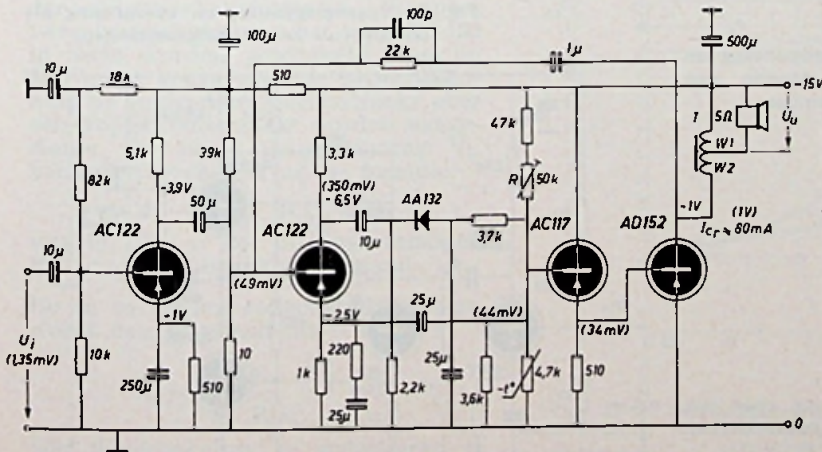 100p
10μ
100μ
22k
1μ
500μ
18k
510
-15V
I
5Ω
Uu
W1
W2
4,7k
5,1k
39k
3,3k
R
50k
82k
-3,9V
(350mV)
-6,5V
AA132
-1V
50μ
(1V)
AC122
AC122
10μ
3,7k
AC117
AD152
Icr ≈ 80mA
10μ
(49mV)
-1V
-2,5V
25μ
(44mV)
(34mV)
Ui
(1,35mV)
10k
250μ
510
10
1k
220
25μ
2,2k
25μ
3,6k
-t°
4,7k
510
0